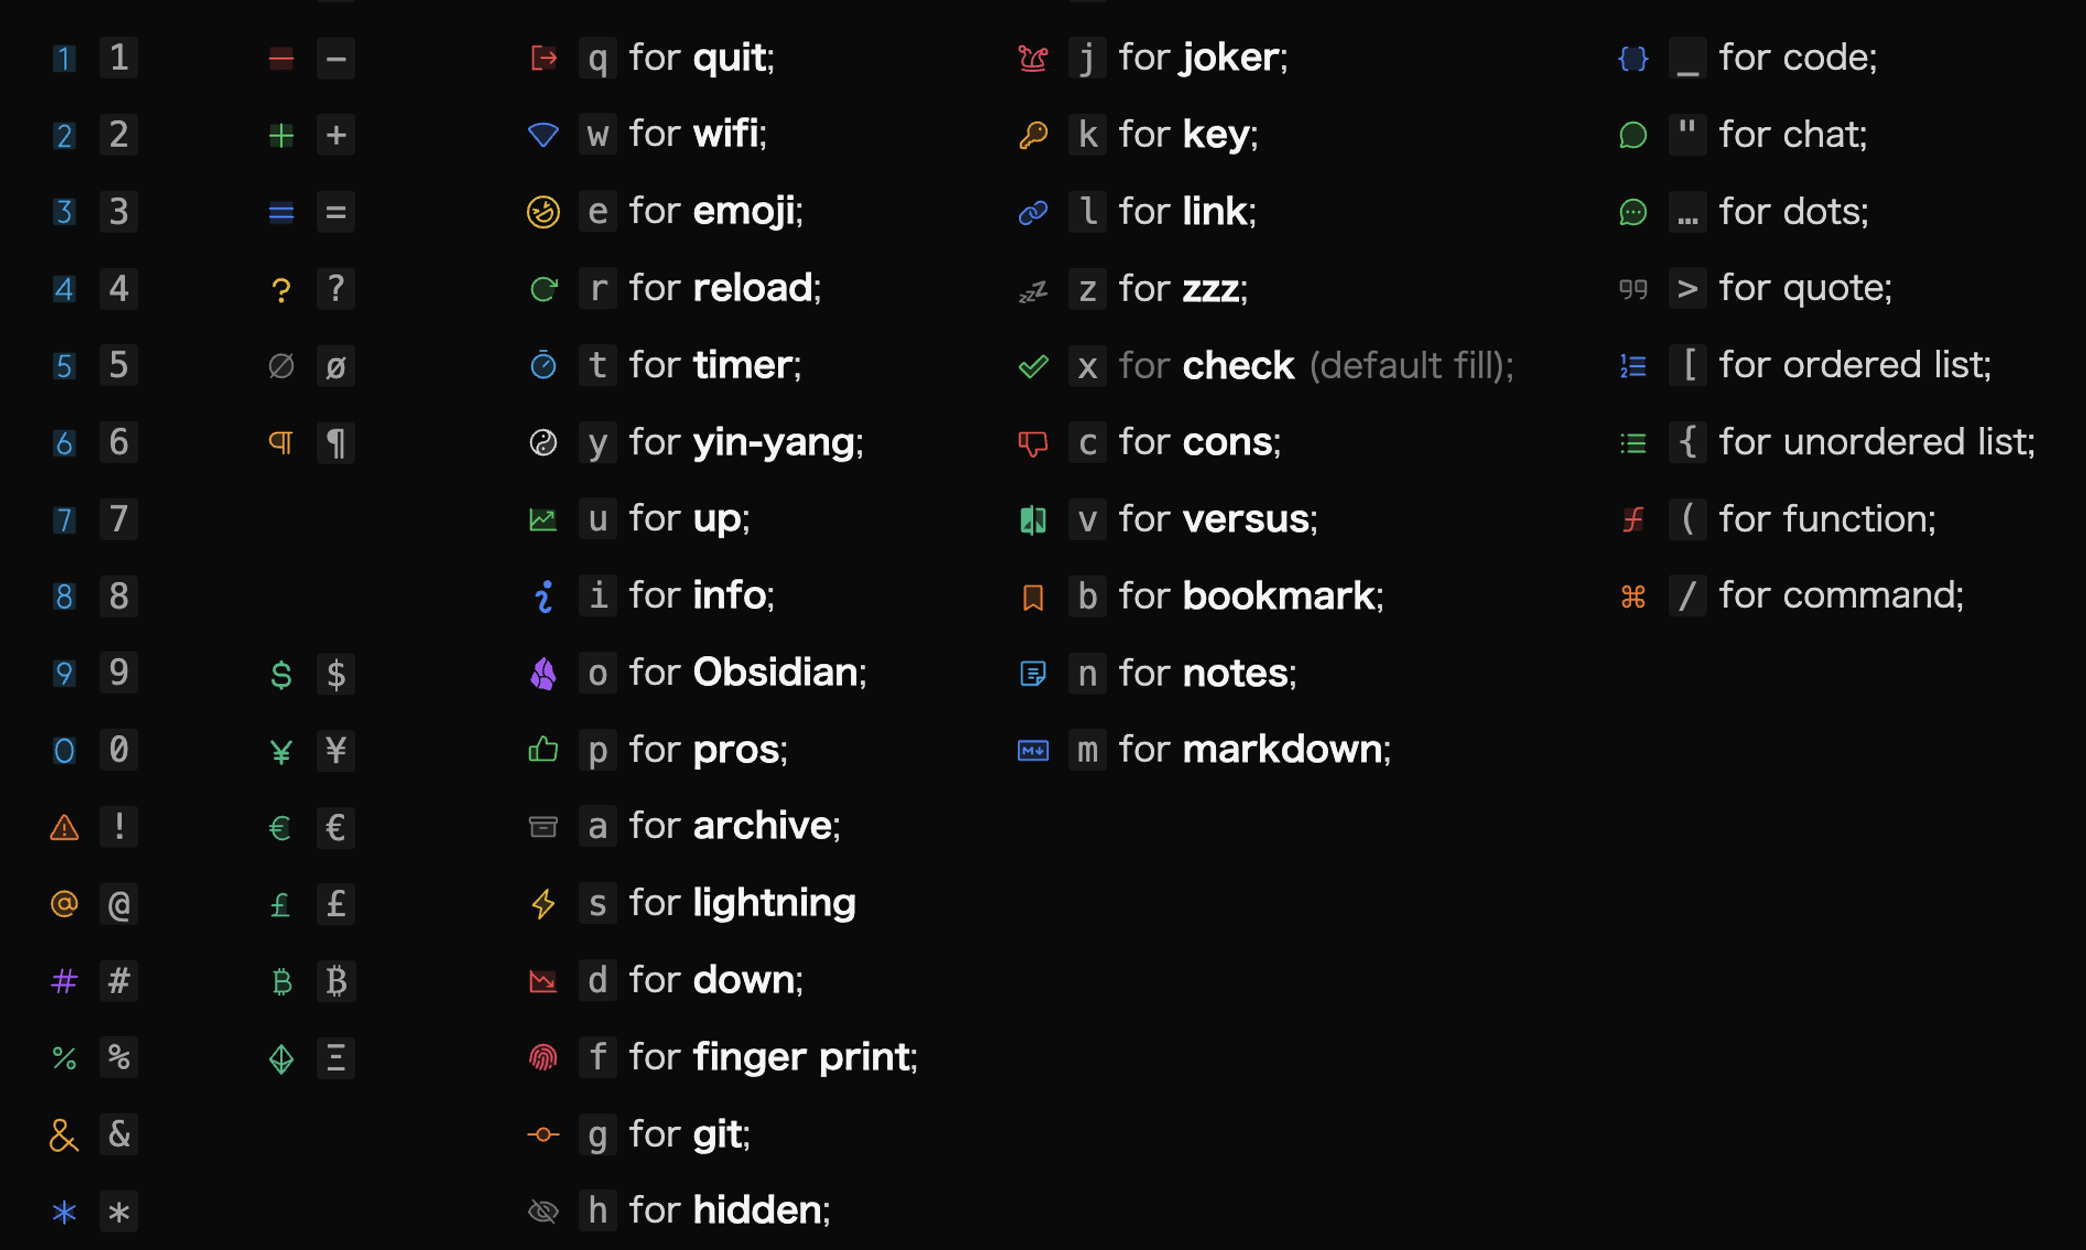 1 1
2 2
3 3
4 4
5 5
6 6
7 7
8 8
9 9
0 0
!
@ @
# #
% %
& &
* *
− −
+ +
= =
? ?
∅ ø
¶ ¶
$ $
¥ ¥
€ €
£ £
₿ ₿
Ξ
q for quit;
w for wifi;
e for emoji;
r for reload;
t for timer;
y for yin-yang;
u for up;
i for info;
o for Obsidian;
p for pros;
a for archive;
s for lightning
d for down;
f for finger print;
g for git;
h for hidden;
j for joker;
k for key;
l for link;
z for zzz;
x for check (default fill);
c for cons;
v for versus;
b for bookmark;
n for notes;
M↓ m for markdown;
{} _ for code;
" for chat;
… for dots;
> for quote;
[ for ordered list;
{ for unordered list;
ƒ ( for function;
⌘ / for command;